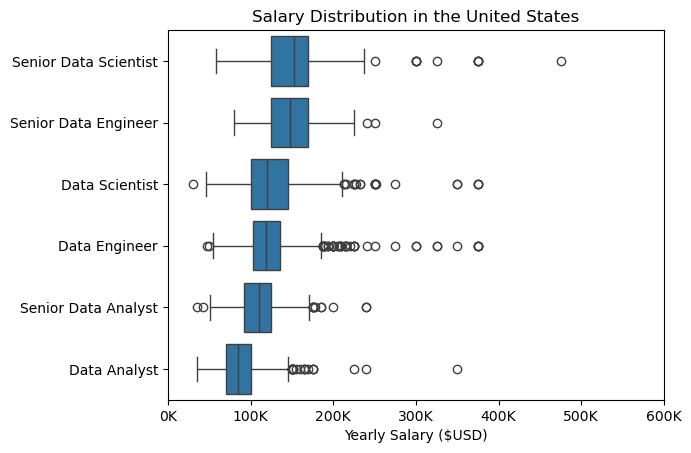 Salary Distribution in the United States
Senior Data Scientist
Senior Data Engineer
Data Scientist
Data Engineer
Senior Data Analyst
Data Analyst
0K 100K 200K 300K 400K 500K 600K
Yearly Salary ($USD)